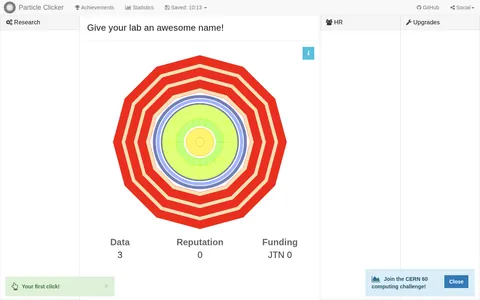 Particle Clicker
Achievements
Statistics
Saved: 10:13
GitHub
Social
Research
Give your lab an awesome name!
HR
Upgrades
Data
Reputation
Funding
3
0
JTN 0
Your first click!
×
Join the CERN 60
computing challenge!
Close